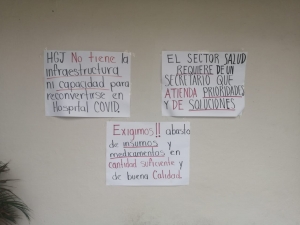 HGJ No tiene la
infraestructura
ni capacidad para
reconvertirse en
Hospital COVID.
EL SECTOR SALUD
REQUIERE DE UN
SECRETARIO QUE
ATIENDA PRIORIDADES
Y DE SOLUCIONES
Exigimos!! abasto
de insumos y
medicamentos en
cantidad suficiente y
de buena Calidad.